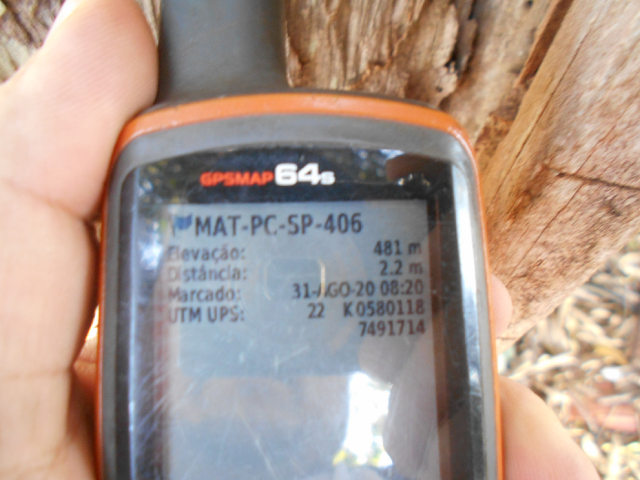 GPSMAP 64s
MAT-PC-SP-406
Elevação: 481 m
Distância: 2.2 m
Marcado: 31-AGO-20 08:20
UTM UPS: 22 K 0580118
7491714